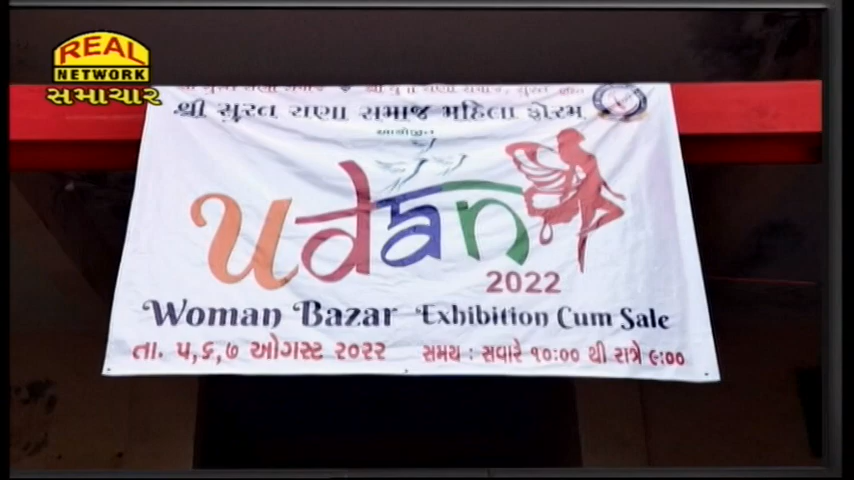 REAL
NETWORK
સમાચાર
શ્રી સુરત રાણા સમાજ મહિલા ફોરમ
આયોજીત
udan
2022
Woman Bazar Exhibition Cum Sale
તા. ૫,૬,૭ ઓગસ્ટ ૨૦૨૨ સમય : સવારે ૧૦:૦૦ થી રાત્રે ૯:૦૦